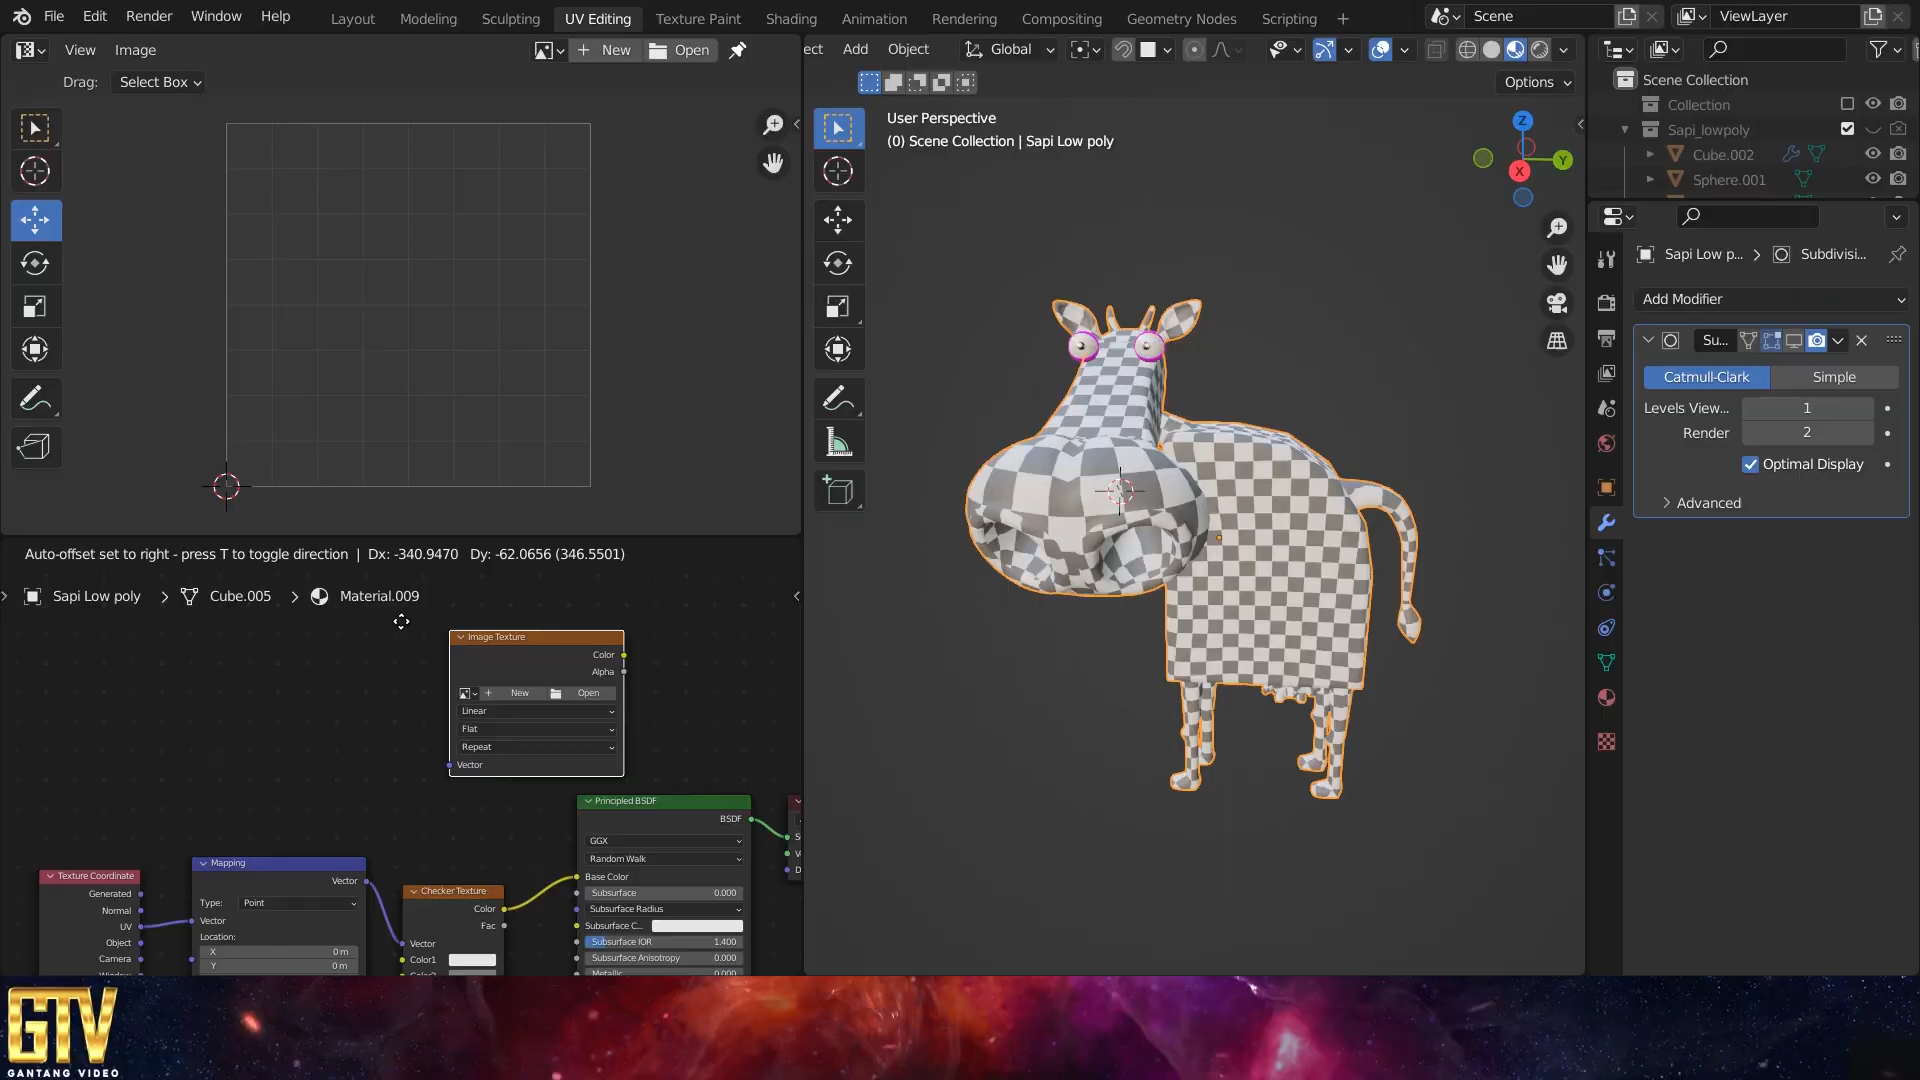 File Edit Render Window Help Layout Modeling Sculpting UV Editing Texture Paint Shading Animation Rendering Compositing Geometry Nodes Scripting + Scene ViewLayer
View Image New Open
Drag: Select Box
ect Add Object Global
Options
User Perspective
(0) Scene Collection | Sapi Low poly
Z
Y
X
Scene Collection
Collection
Sapi_lowpoly
Cube.002
Sphere.001
Sapi Low p... > Subdivisi...
Add Modifier
Su...
Catmull-Clark Simple
Levels View... 1
Render 2
Optimal Display
Advanced
Auto-offset set to right - press T to toggle direction | Dx: -340.9470 Dy: -62.0656 (346.5501)
Sapi Low poly > Cube.005 > Material.009
Image Texture
Color
Alpha
New Open
Linear
Flat
Repeat
Vector
Texture Coordinate
Generated
Normal
UV
Object
Camera
Mapping
Vector
Type: Point
Vector
Location:
X 0 m
Y 0 m
Checker Texture
Color
Fac
Vector
Color1
Principled BSDF
BSDF
GGX
Random Walk
Base Color
Subsurface 0.000
Subsurface Radius
Subsurface C...
Subsurface IOR 1.400
Subsurface Anisotropy 0.000
Metallic 0.000
GTV
GANTANG VIDEO